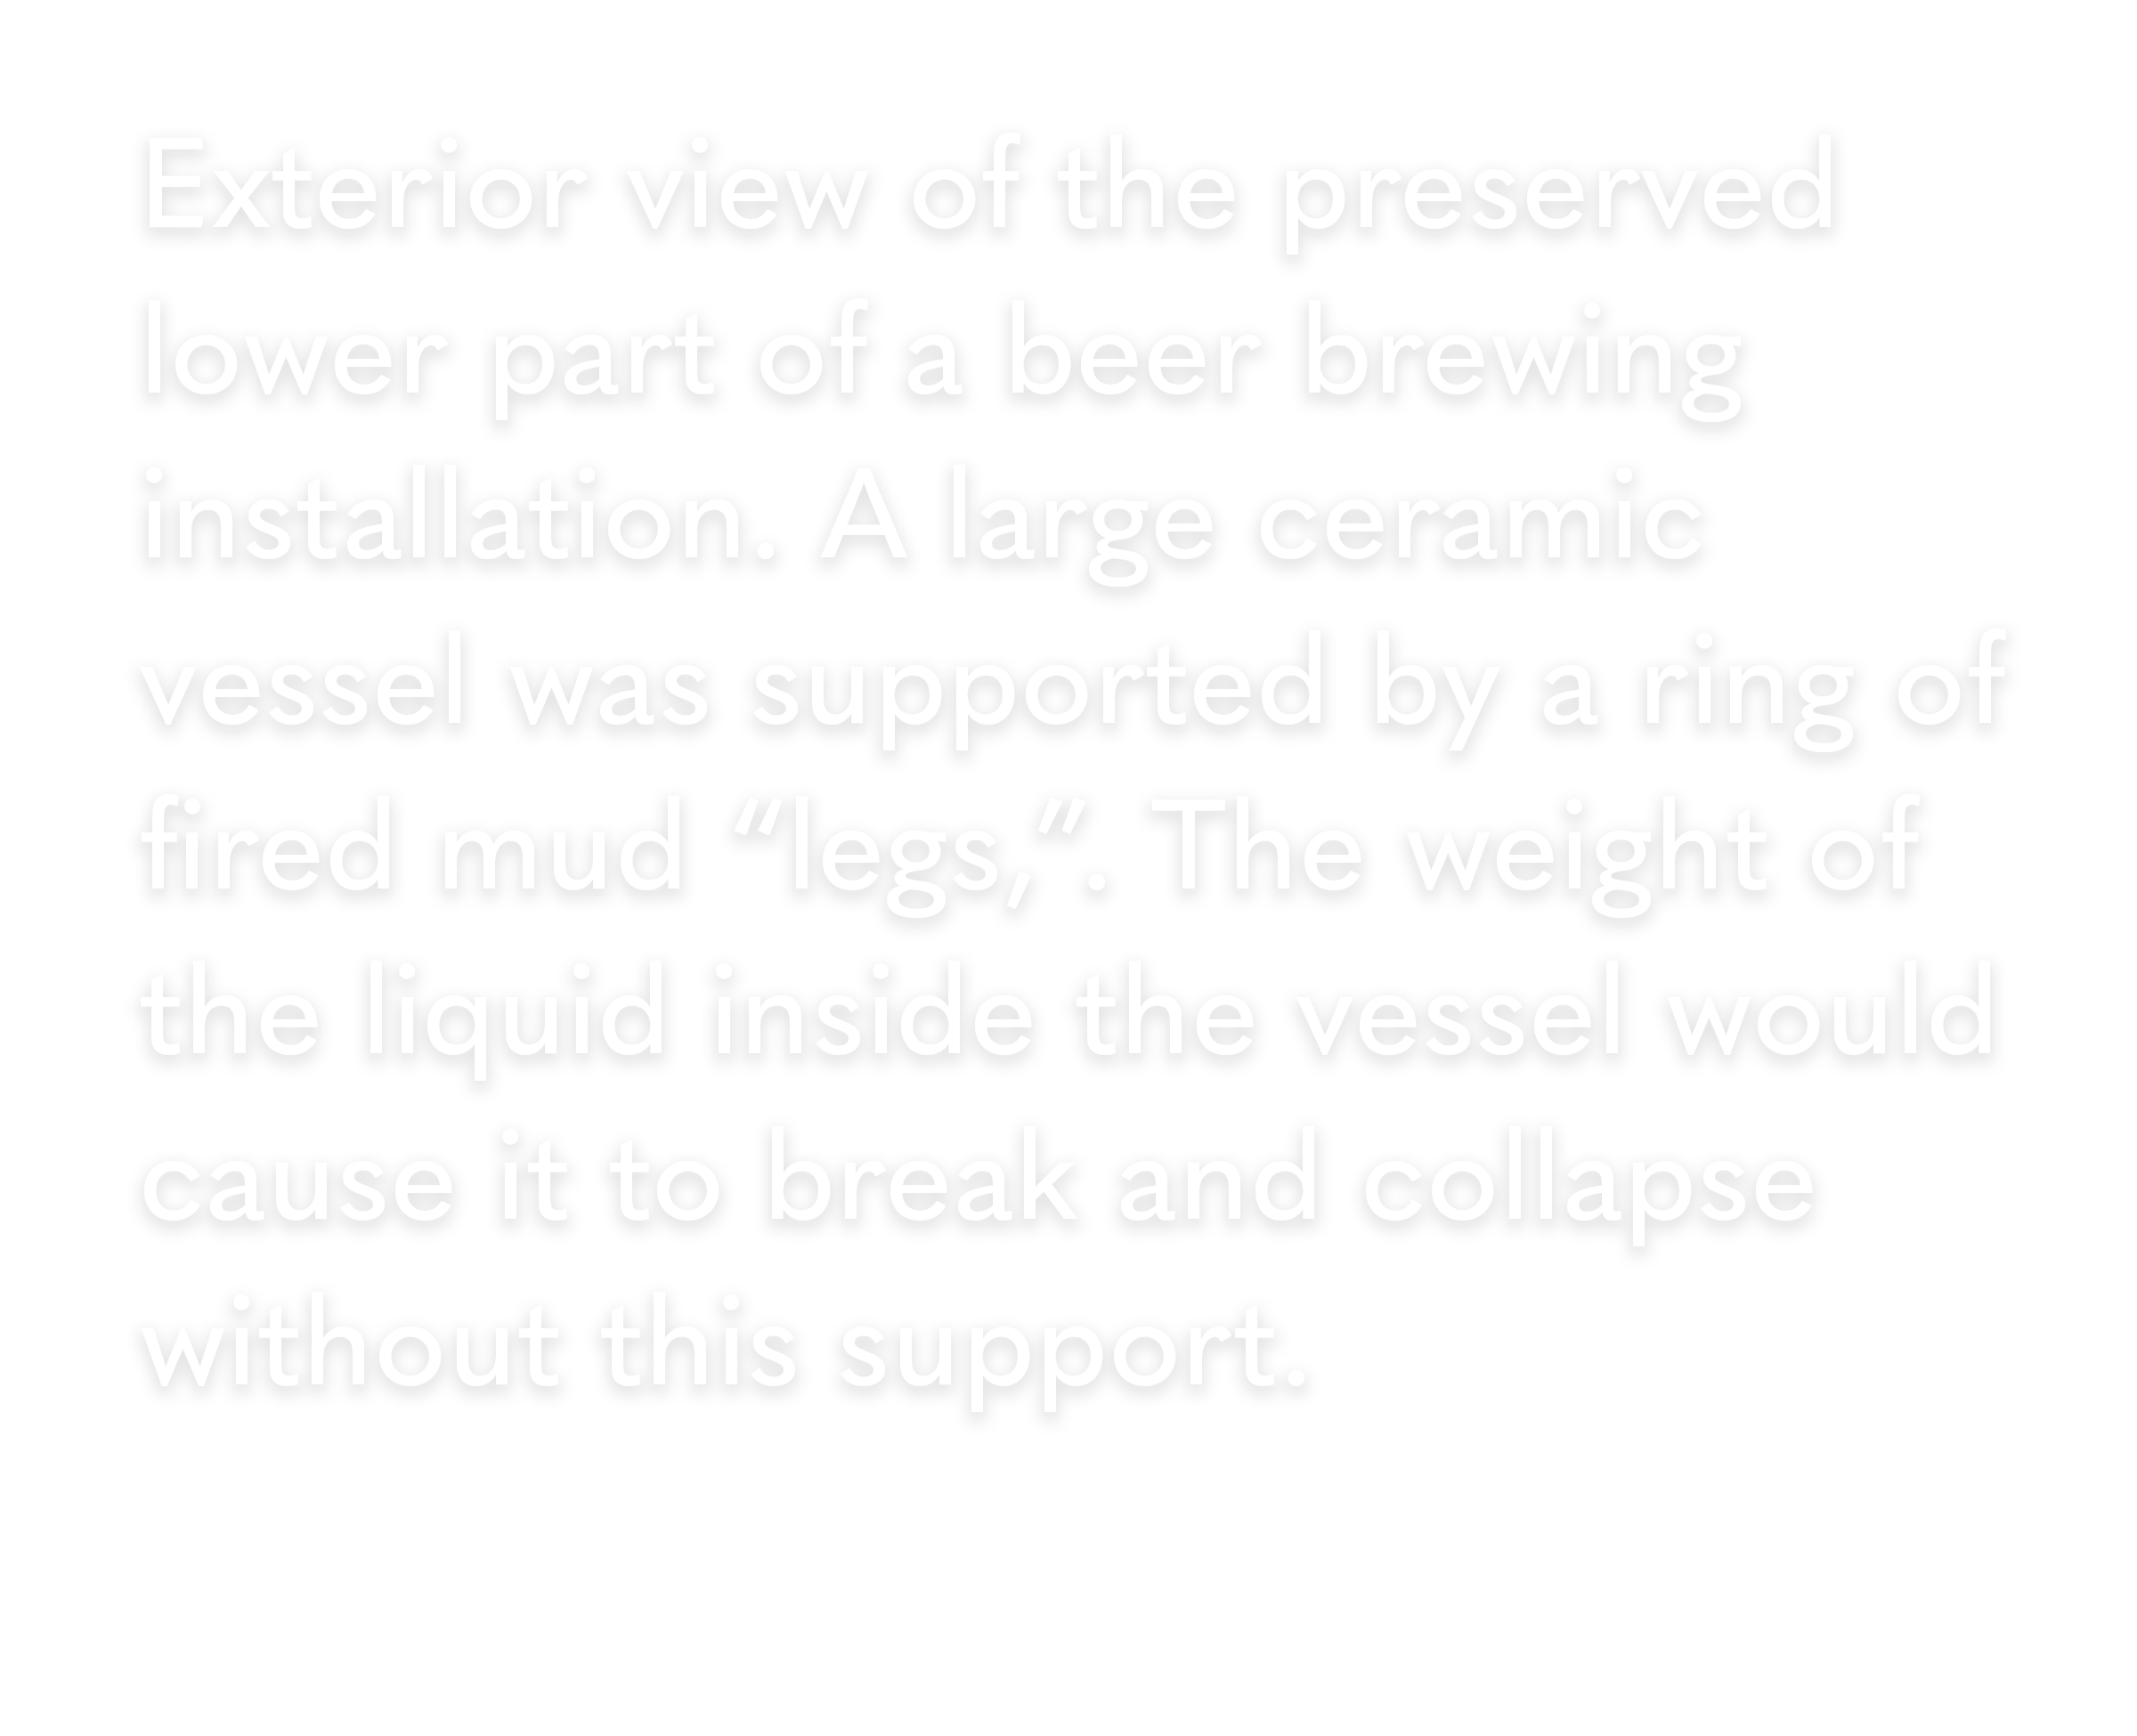 Exterior view of the preserved
lower part of a beer brewing
installation. A large ceramic
vessel was supported by a ring of
fired mud “legs,”. The weight of
the liquid inside the vessel would
cause it to break and collapse
without this support.